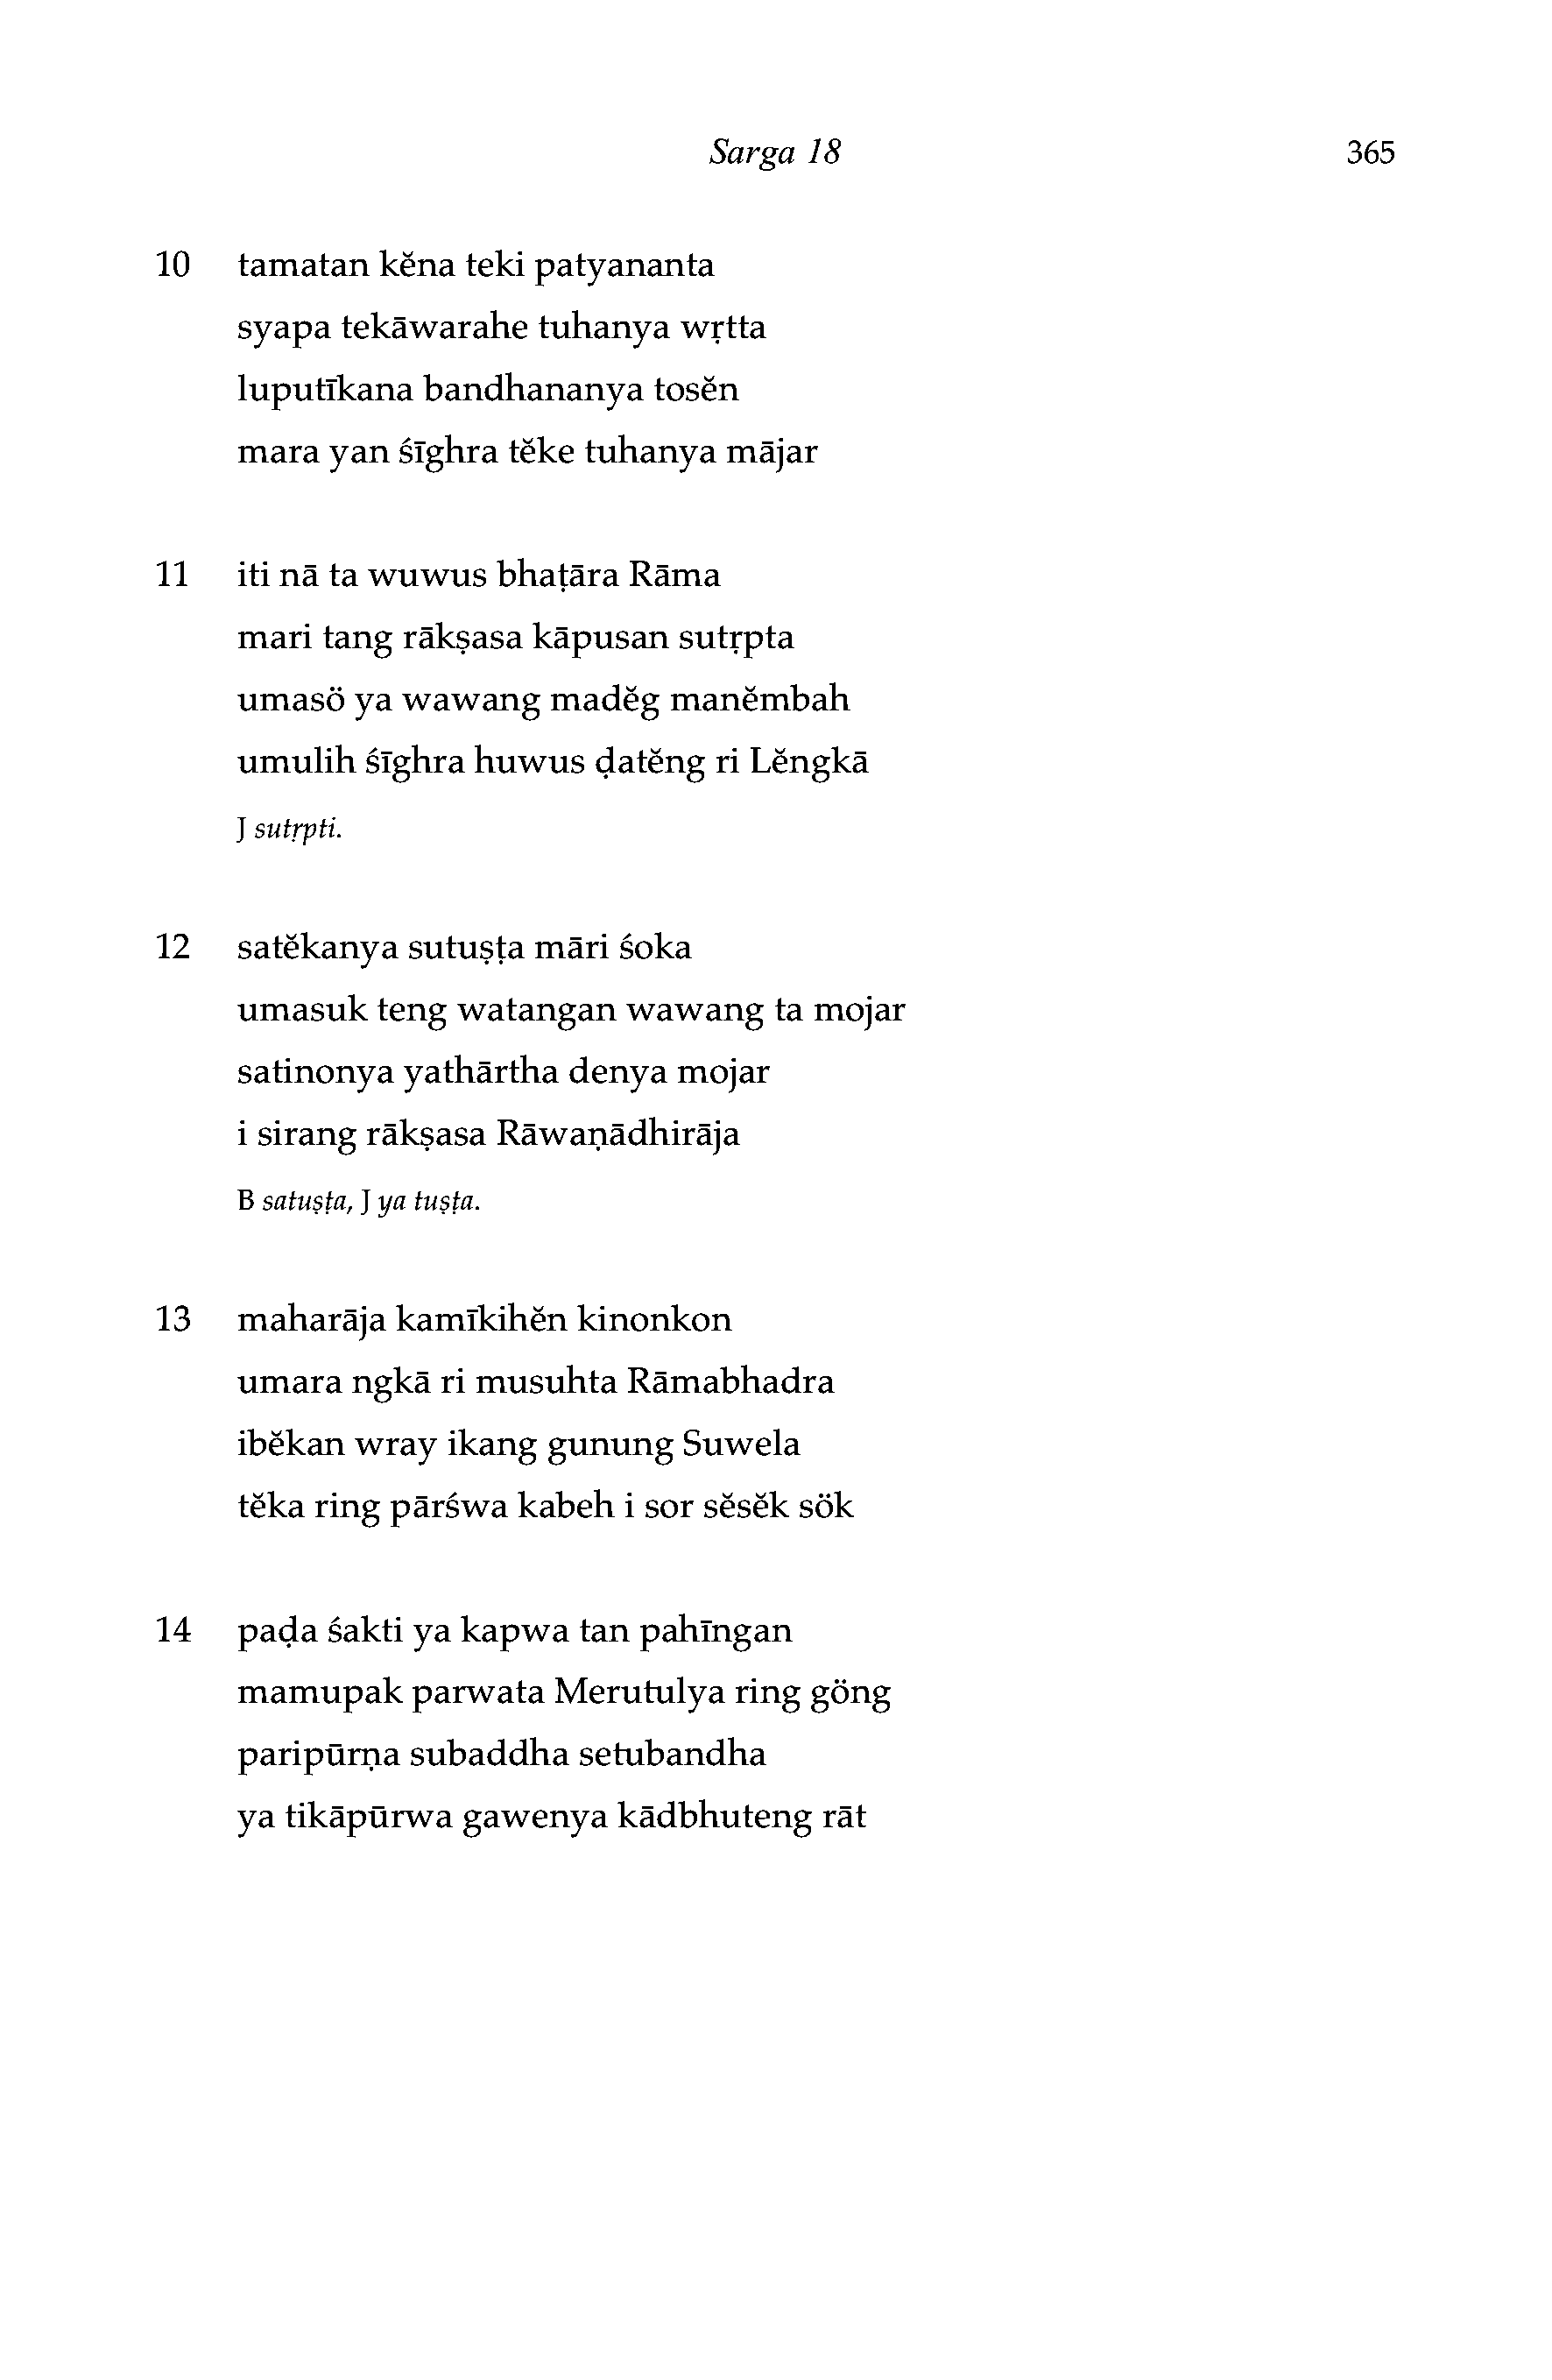 Sarga 18 365
10 tamatan kĕna teki patyananta
syapa tekāwarahe tuhanya wṛtta
luputīkana bandhananya tosĕn
mara yan śīghra tĕke tuhanya mājar
11 iti nā ta wuwus bhaṭāra Rāma
mari tang rākṣasa kāpusan sutṛpta
umasö ya wawang madĕg manĕmbah
umulih śīghra huwus ḍatĕng ri Lĕngkā
J sutṛpti.
12 satĕkanya sutuṣṭa māri śoka
umasuk teng watangan wawang ta mojar
satinonya yathārtha denya mojar
i sirang rākṣasa Rāwaṇādhirāja
B satuṣṭa, J ya tuṣṭa.
13 maharāja kamīkihĕn kinonkon
umara ngkā ri musuhta Rāmabhadra
ibĕkan wray ikang gunung Suwela
tĕka ring pārśwa kabeh i sor sĕsĕk sök
14 paḍa śakti ya kapwa tan pahīngan
mamupak parwata Merutulya ring göng
paripūrṇa subaddha setubandha
ya tikāpūrwa gawenya kādbhuteng rāt